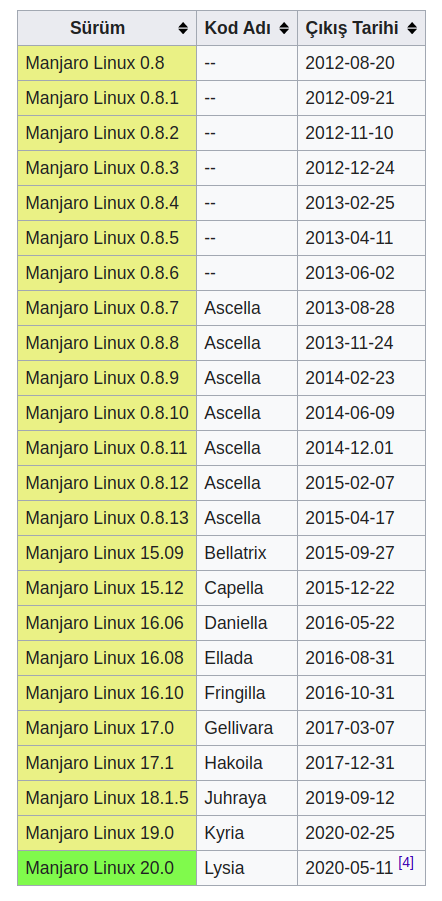 Sürüm Kod Adı Çıkış Tarihi
Manjaro Linux 0.8 -- 2012-08-20
Manjaro Linux 0.8.1 -- 2012-09-21
Manjaro Linux 0.8.2 -- 2012-11-10
Manjaro Linux 0.8.3 -- 2012-12-24
Manjaro Linux 0.8.4 -- 2013-02-25
Manjaro Linux 0.8.5 -- 2013-04-11
Manjaro Linux 0.8.6 -- 2013-06-02
Manjaro Linux 0.8.7 Ascella 2013-08-28
Manjaro Linux 0.8.8 Ascella 2013-11-24
Manjaro Linux 0.8.9 Ascella 2014-02-23
Manjaro Linux 0.8.10 Ascella 2014-06-09
Manjaro Linux 0.8.11 Ascella 2014-12.01
Manjaro Linux 0.8.12 Ascella 2015-02-07
Manjaro Linux 0.8.13 Ascella 2015-04-17
Manjaro Linux 15.09 Bellatrix 2015-09-27
Manjaro Linux 15.12 Capella 2015-12-22
Manjaro Linux 16.06 Daniella 2016-05-22
Manjaro Linux 16.08 Ellada 2016-08-31
Manjaro Linux 16.10 Fringilla 2016-10-31
Manjaro Linux 17.0 Gellivara 2017-03-07
Manjaro Linux 17.1 Hakoila 2017-12-31
Manjaro Linux 18.1.5 Juhraya 2019-09-12
Manjaro Linux 19.0 Kyria 2020-02-25
Manjaro Linux 20.0 Lysia 2020-05-11 [4]